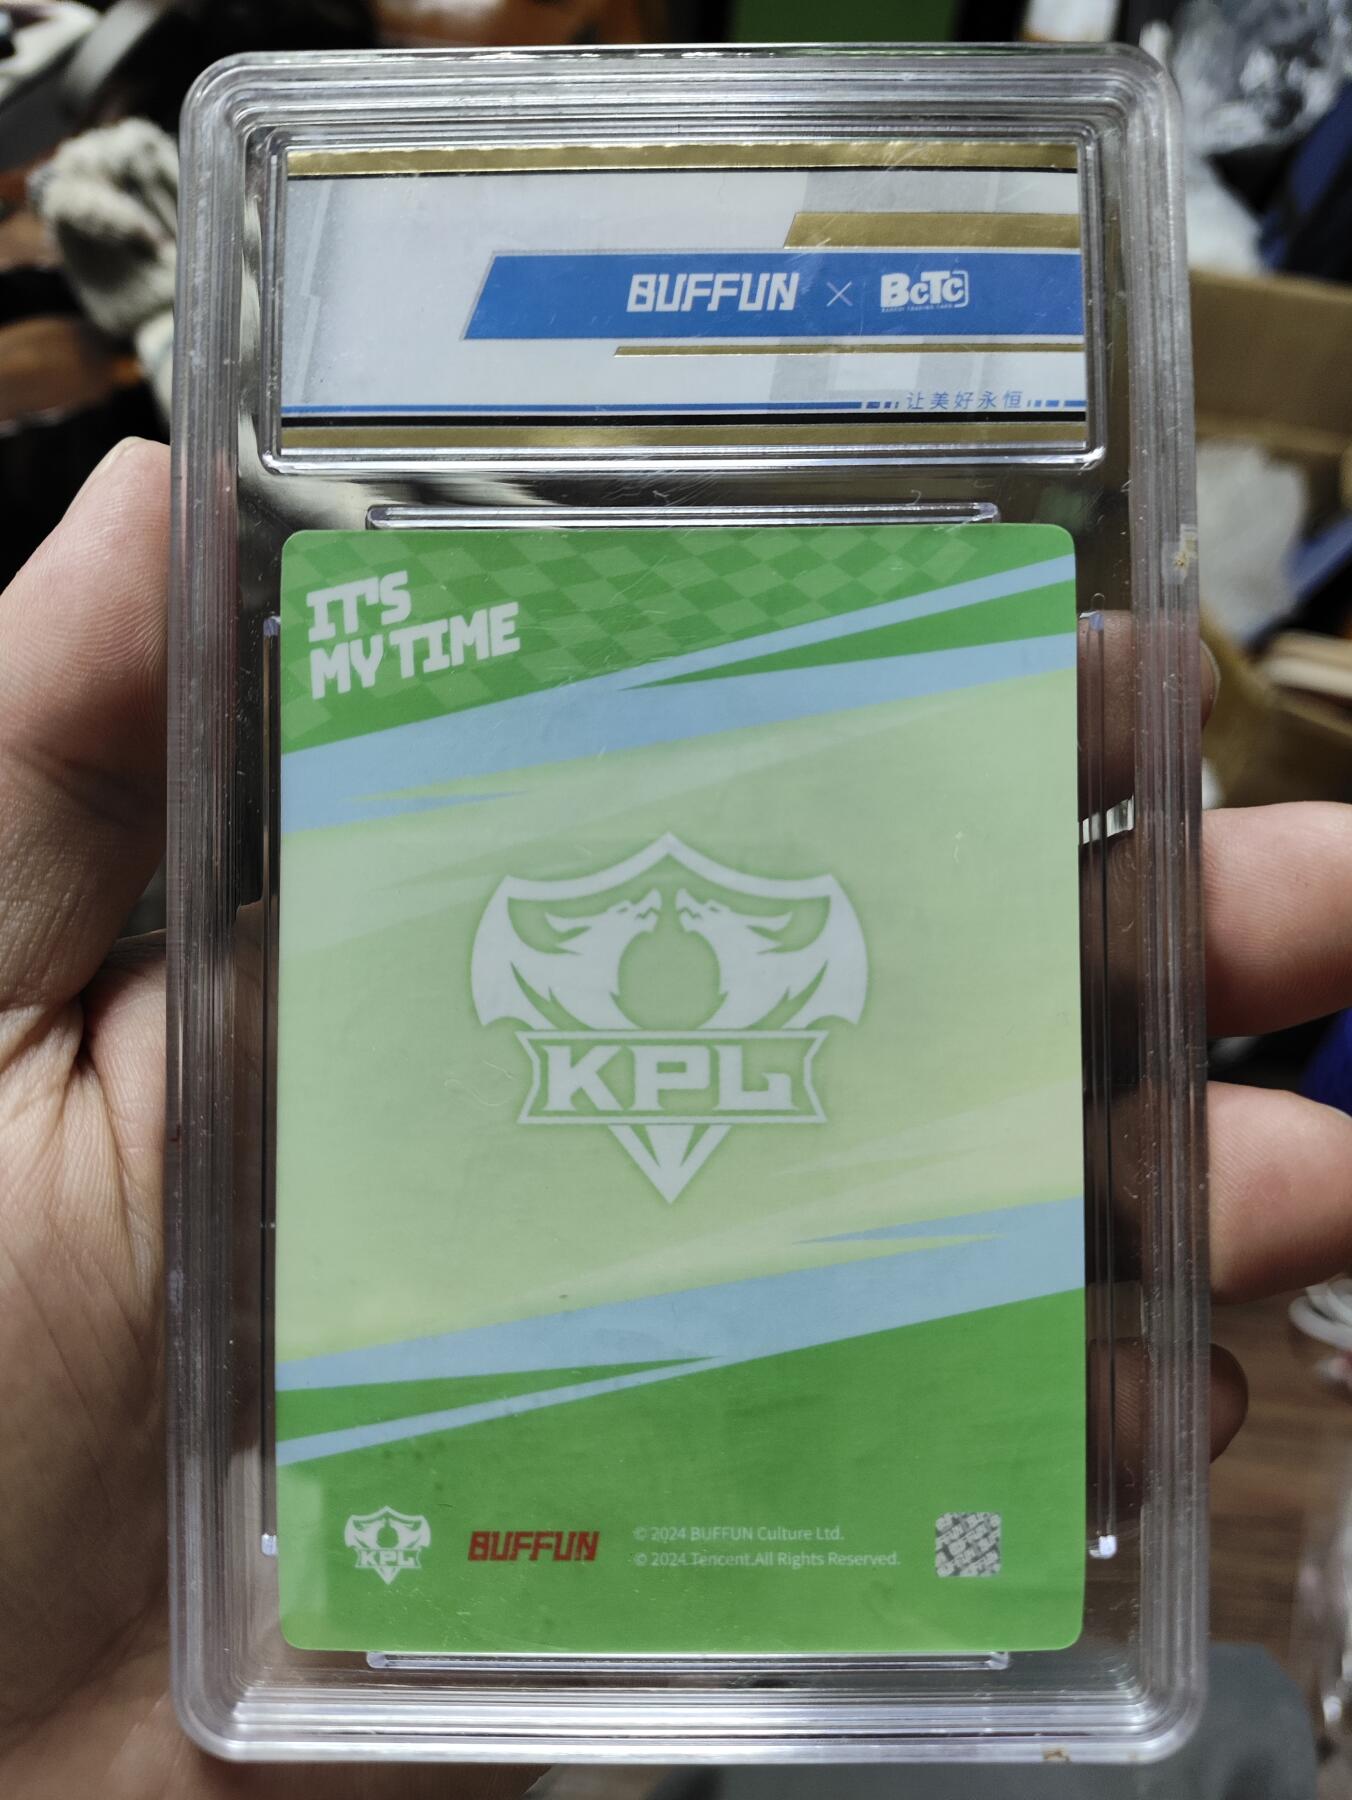 BUFFUN × BCTC
让美好永恒
IT'S
MY TIME
KPL
KPL
BUFFUN
© 2024 BUFFUN Culture Ltd.
© 2024 Tencent.All Rights Reserved.